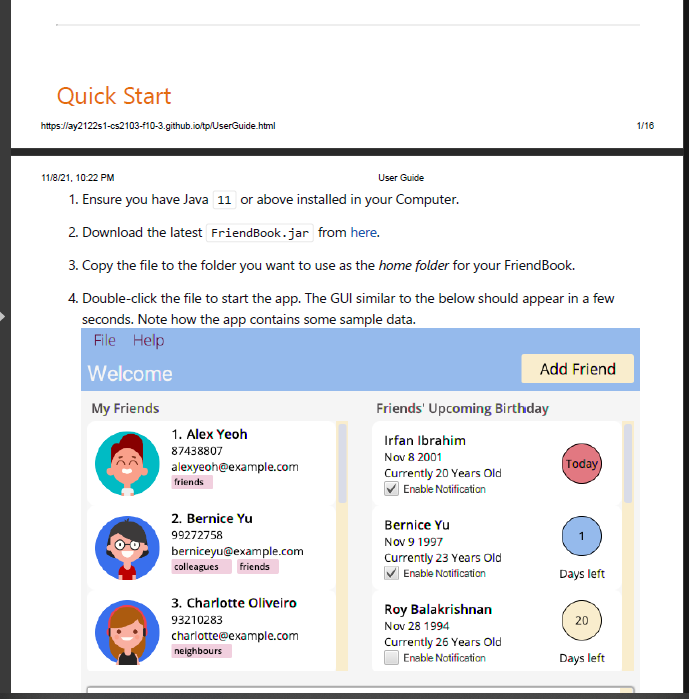 Quick Start
https://ay2122s1-cs2103-f10-3.github.io/tp/UserGuide.html 1/16
11/8/21, 10:22 PM User Guide
1. Ensure you have Java 11 or above installed in your Computer.
2. Download the latest FriendBook.jar from here.
3. Copy the file to the folder you want to use as the home folder for your FriendBook.
4. Double-click the file to start the app. The GUI similar to the below should appear in a few
seconds. Note how the app contains some sample data.
File Help
Welcome
Add Friend
My Friends
1. Alex Yeoh
87438807
alexyeoh@example.com
friends
2. Bernice Yu
99272758
berniceyu@example.com
colleagues friends
3. Charlotte Oliveiro
93210283
charlotte@example.com
neighbours
Friends' Upcoming Birthday
Irfan Ibrahim
Nov 8 2001
Currently 20 Years Old
Enable Notification
Today
Bernice Yu
Nov 9 1997
Currently 23 Years Old
Enable Notification
1
Days left
Roy Balakrishnan
Nov 28 1994
Currently 26 Years Old
Enable Notification
20
Days left